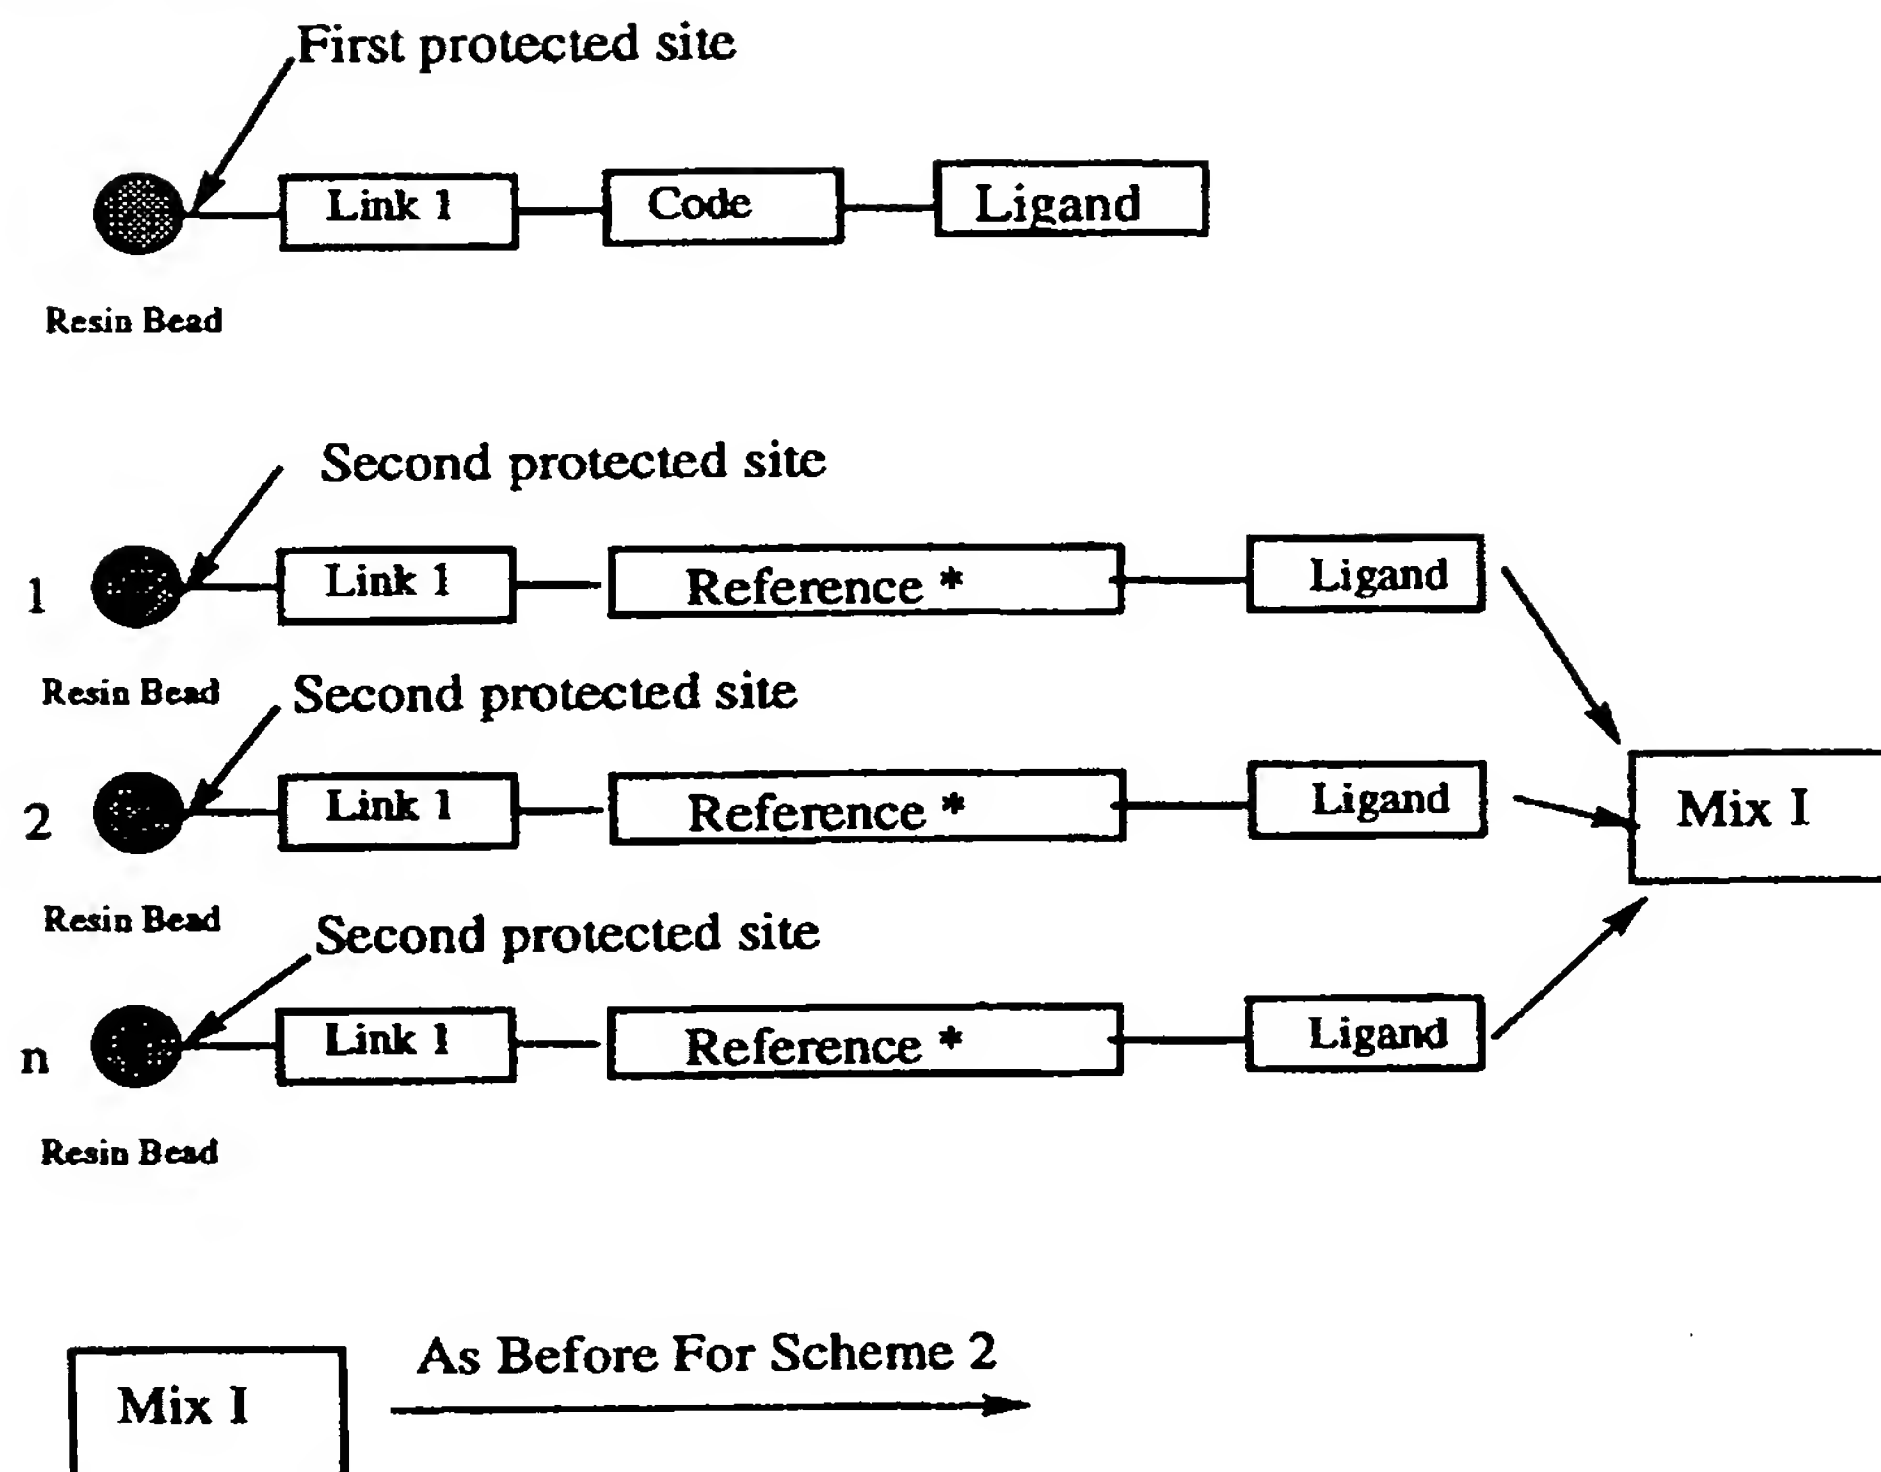 First protected site
Link 1 Code Ligand
Resin Bead
Second protected site
1 Link 1 Reference * Ligand
Resin Bead Second protected site
2 Link 1 Reference * Ligand Mix I
Resin Bead Second protected site
n Link 1 Reference * Ligand
Resin Bead
As Before For Scheme 2
Mix I